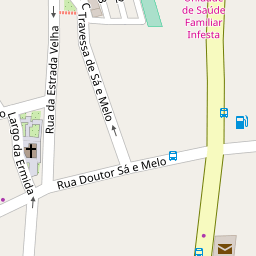 Unidade
de Saúde
Familiar
Infesta
C Travessa de Sá e Melo
Rua da Estrada Velha
Largo da Ermida
Rua Doutor Sá e Melo